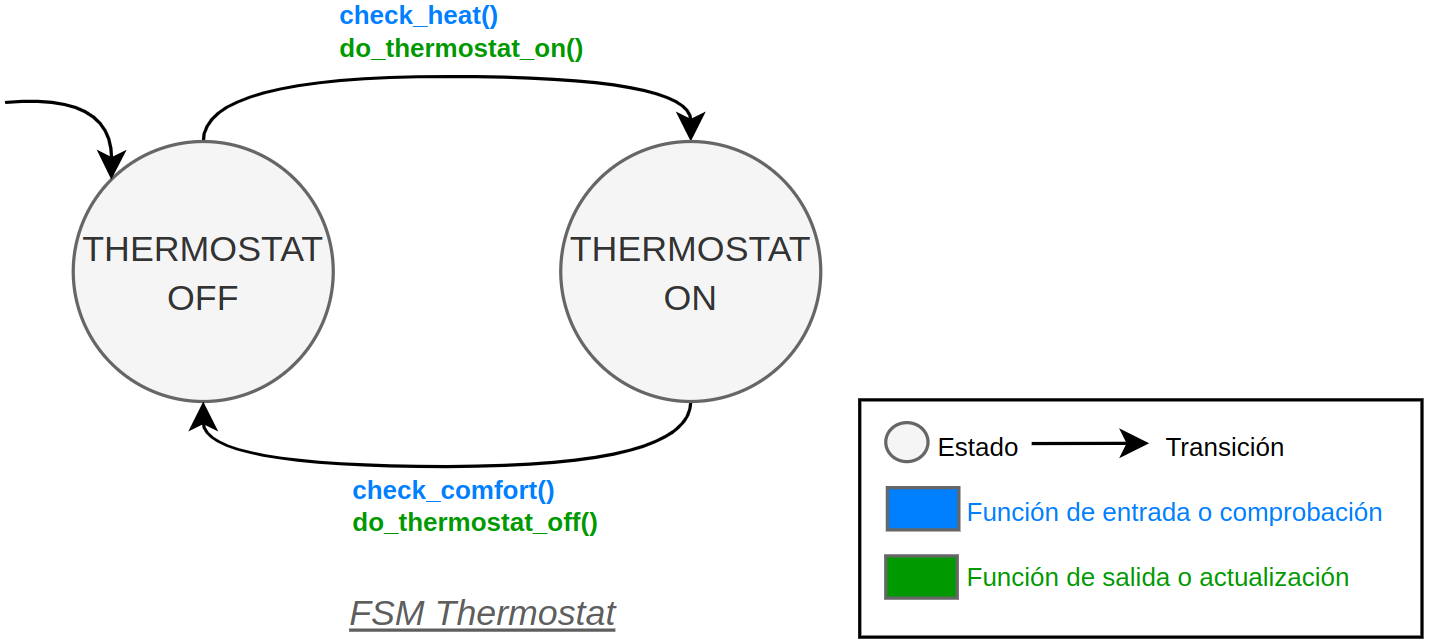 check_heat()
do_thermostat_on()
THERMOSTAT
OFF
THERMOSTAT
ON
check_comfort()
do_thermostat_off()
FSM Thermostat
Estado
Transición
Función de entrada o comprobación
Función de salida o actualización